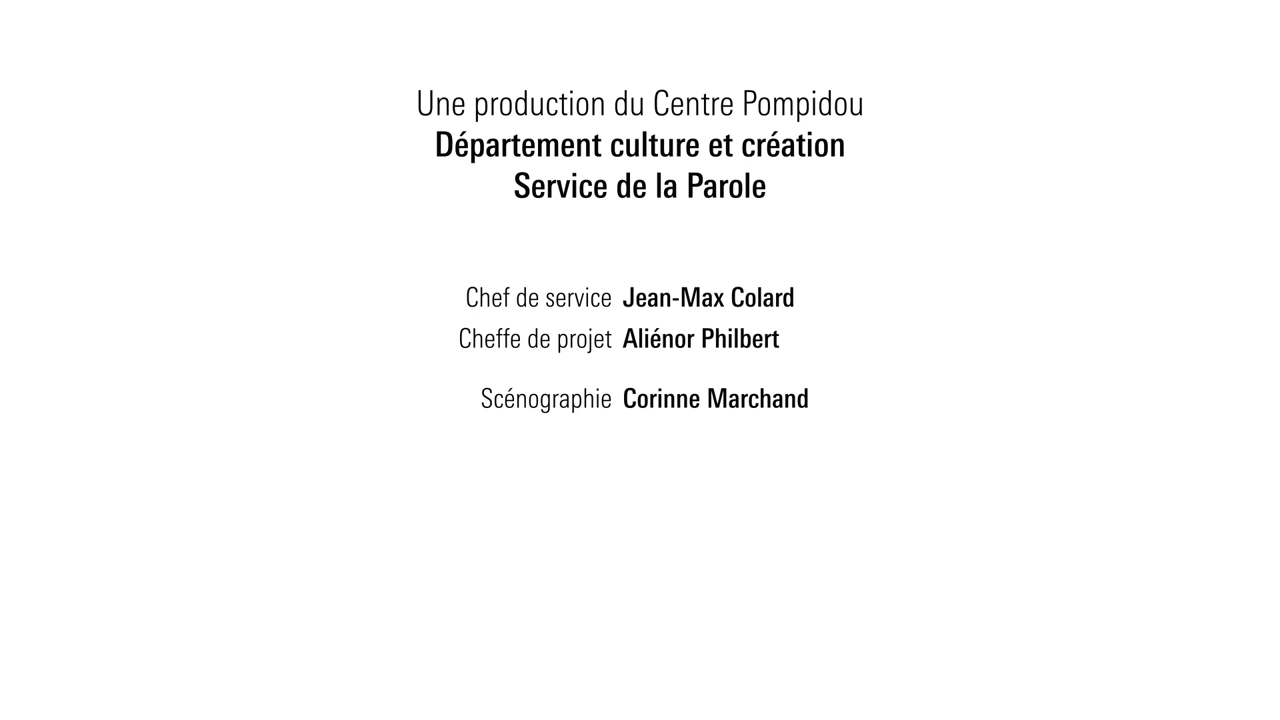 Une production du Centre Pompidou
Département culture et création
Service de la Parole
Chef de service Jean-Max Colard
Cheffe de projet Aliénor Philbert
Scénographie Corinne Marchand